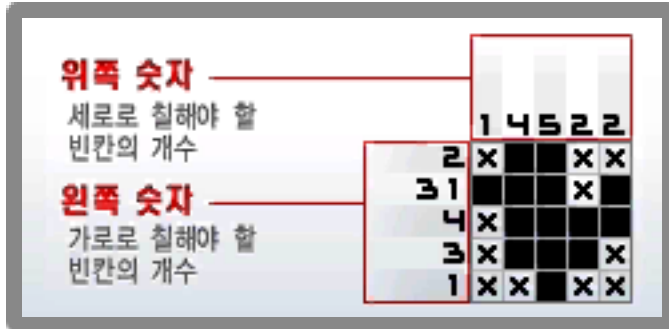 위쪽 숫자
세로로 칠해야 할
빈칸의 개수
왼쪽 숫자
가로로 칠해야 할
빈칸의 개수
1 4 5 2 2
2
3 1
4
3
1